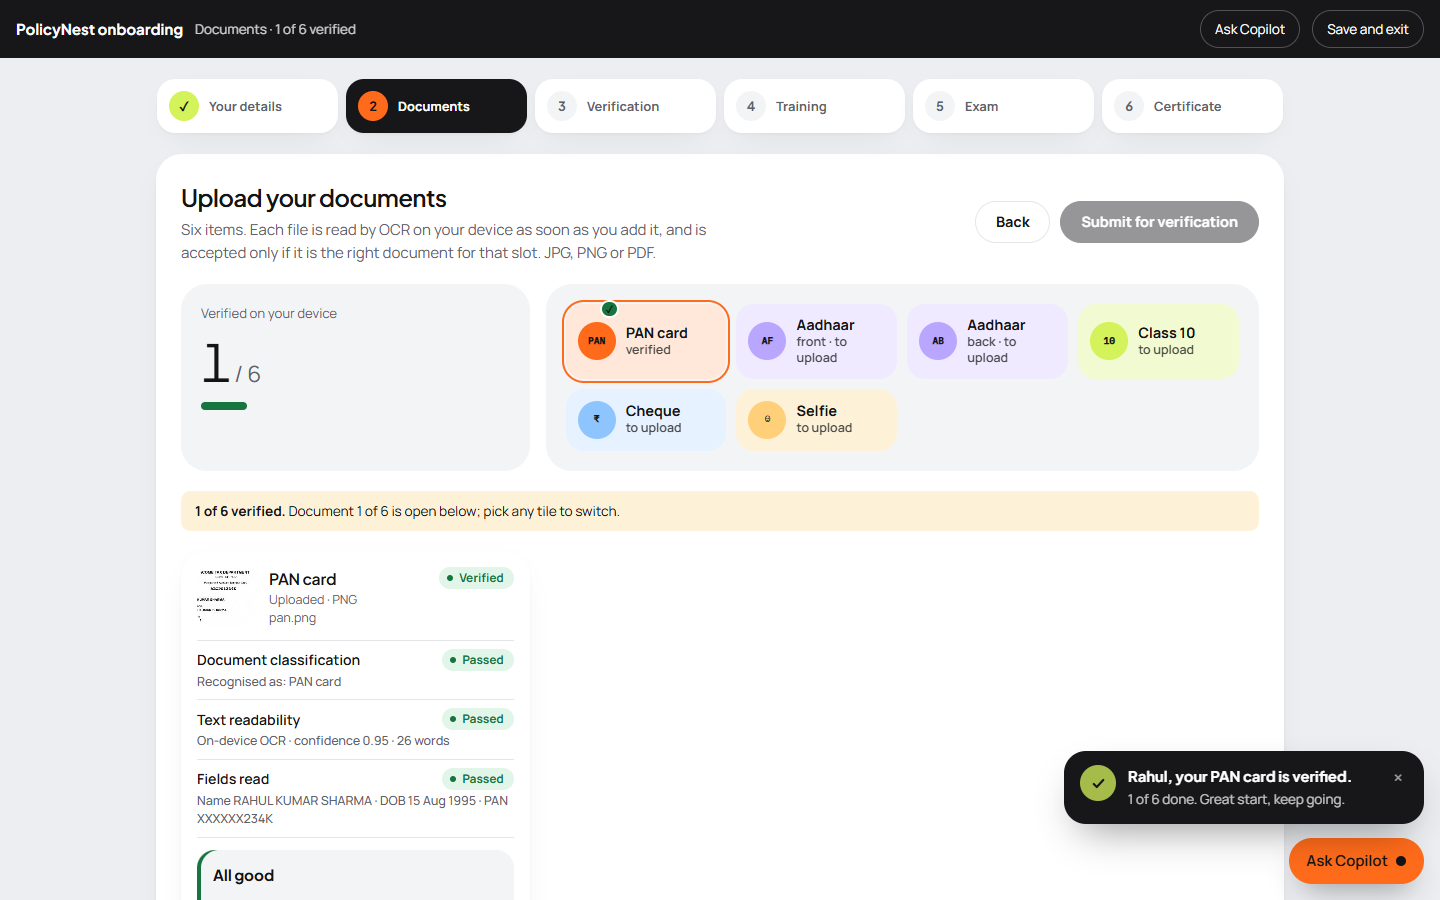 PolicyNest onboarding
Documents · 1 of 6 verified
Ask Copilot
Save and exit
Your details
2
Documents
3
Verification
4
Training
5
Exam
6
Certificate
Upload your documents
Six items. Each file is read by OCR on your device as soon as you add it, and is
accepted only if it is the right document for that slot. JPG, PNG or PDF.
Back
Submit for verification
Verified on your device
1 / 6
PAN
PAN card
verified
AF
Aadhaar
front · to
upload
AB
Aadhaar
back · to
upload
10
Class 10
to upload
₹
Cheque
to upload
Selfie
to upload
1 of 6 verified. Document 1 of 6 is open below; pick any tile to switch.
PAN card
Uploaded · PNG
pan.png
Verified
Document classification
Passed
Recognised as: PAN card
Text readability
Passed
On-device OCR · confidence 0.95 · 26 words
Fields read
Passed
Name RAHUL KUMAR SHARMA · DOB 15 Aug 1995 · PAN
XXXXXX234K
All good
Rahul, your PAN card is verified.
1 of 6 done. Great start, keep going.
Ask Copilot